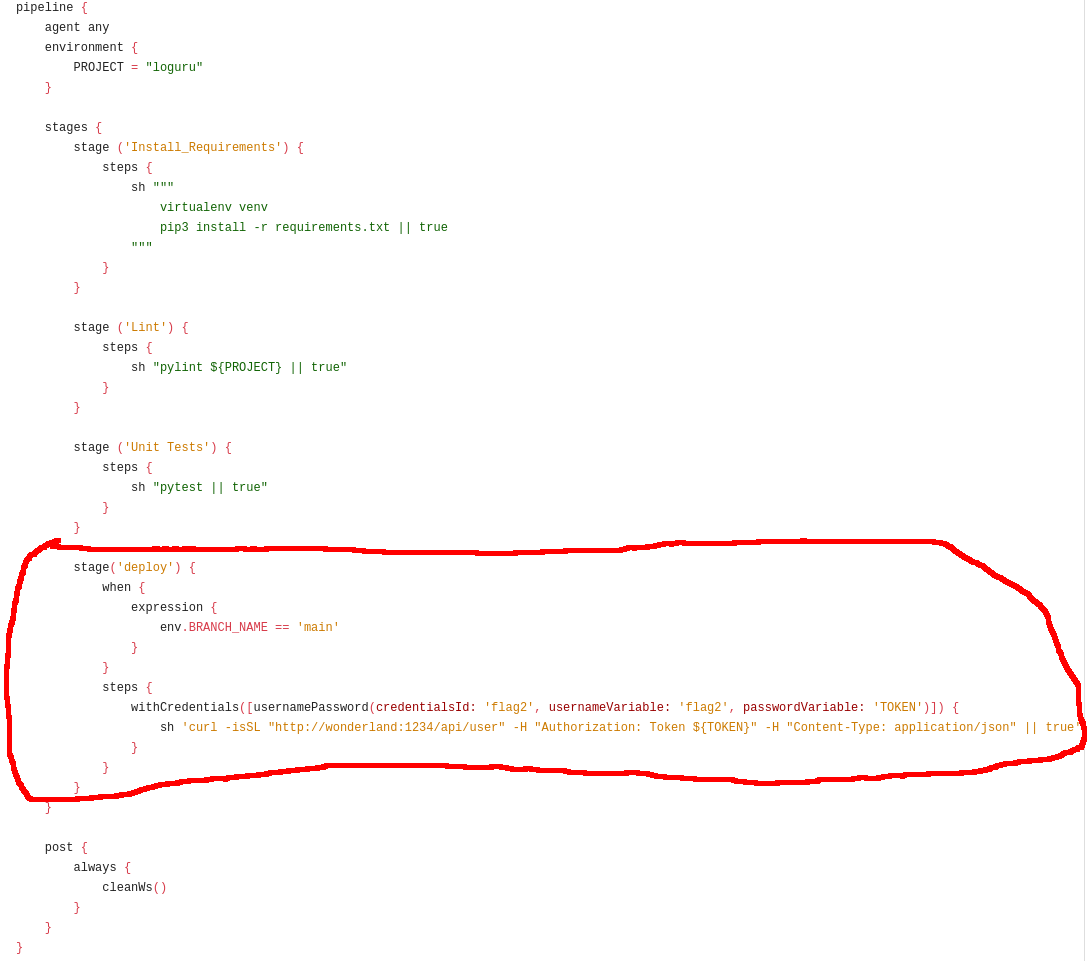 pipeline {
    agent any
    environment {
        PROJECT = "loguru"
    }

    stages {
        stage ('Install_Requirements') {
            steps {
                sh """
                    virtualenv venv
                    pip3 install -r requirements.txt || true
                """
            }
        }

        stage ('Lint') {
            steps {
                sh "pylint ${PROJECT} || true"
            }
        }

        stage ('Unit Tests') {
            steps {
                sh "pytest || true"
            }
        }

        stage('deploy') {
            when {
                expression {
                    env.BRANCH_NAME == 'main'
                }
            }
            steps {
                withCredentials([usernamePassword(credentialsId: 'flag2', usernameVariable: 'flag2', passwordVariable: 'TOKEN')]) {
                    sh 'curl -isSL "http://wonderland:1234/api/user" -H "Authorization: Token ${TOKEN}" -H "Content-Type: application/json" || true'
                }
            }
        }
    }

    post {
        always {
            cleanWs()
        }
    }
}